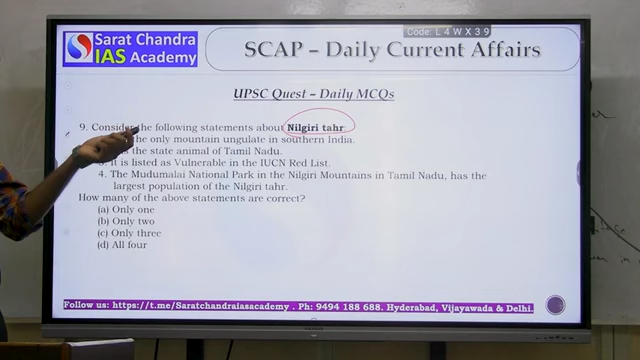 Code: L4WX39
Sarat Chandra
IAS Academy
SCAP – Daily Current Affairs
UPSC Quest – Daily MCQs
9. Consider the following statements about Nilgiri tahr
the only mountain ungulate in southern India.
the state animal of Tamil Nadu.
It is listed as Vulnerable in the IUCN Red List.
4. The Mudumalai National Park in the Nilgiri Mountains in Tamil Nadu, has the
largest population of the Nilgiri tahr.
How many of the above statements are correct?
(a) Only one
(b) Only two
(c) Only three
(d) All four
Follow us: https://t.me/Saratchandraiasacademy . Ph: 9494 188 688. Hyderabad, Vijayawada & Delhi.